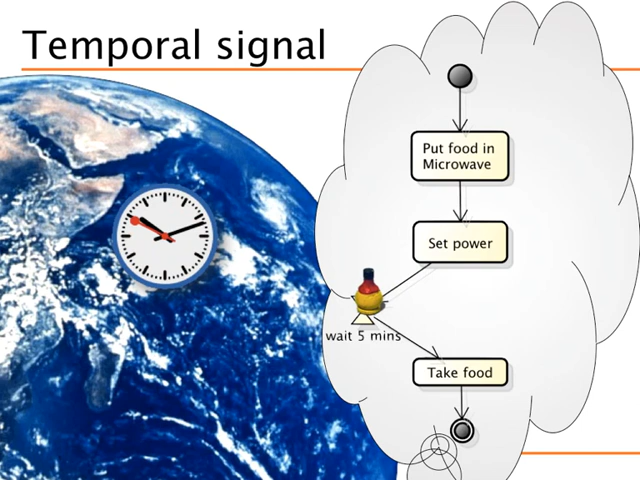 Temporal signal
Put food in
Microwave
Set power
wait 5 mins
Take food